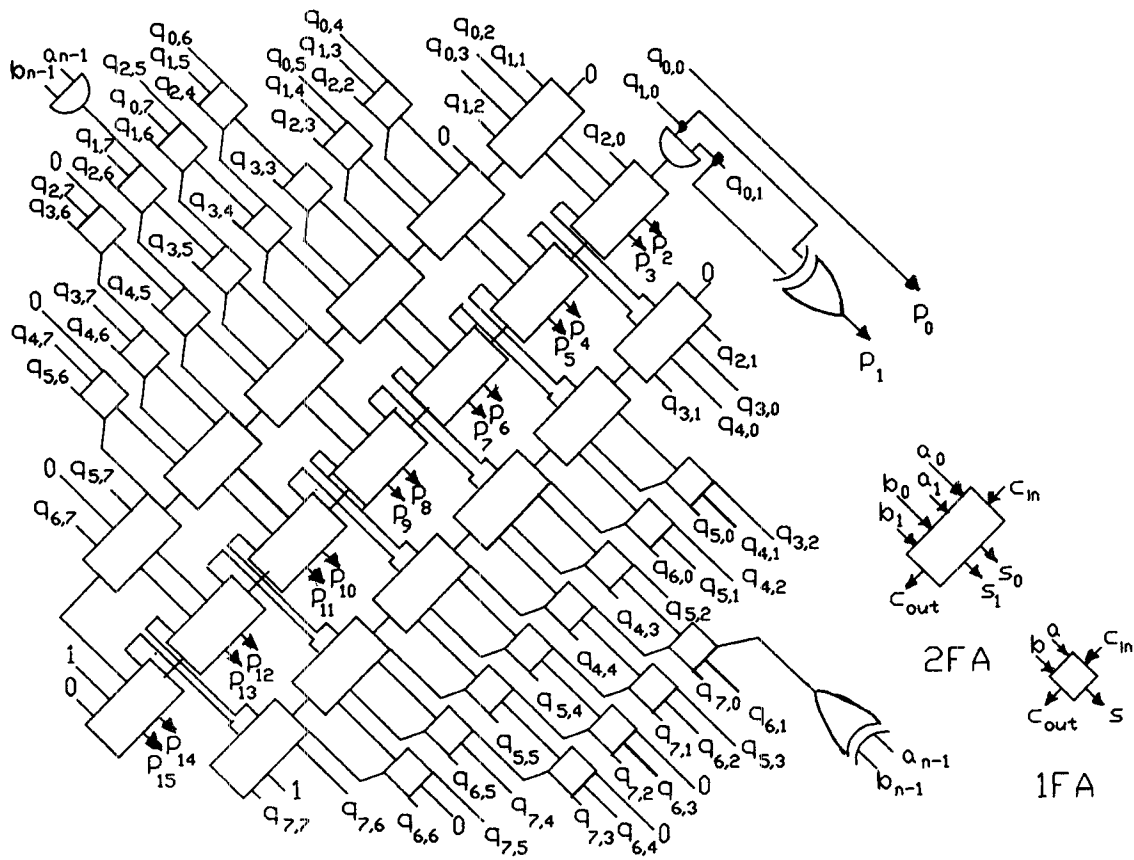 q0,4
q0,2
q0,6
q1,3
q0,3
q1,1
an-1
q1,5
q0,5
q2,2
0
q0,0
bn-1
q2,5
q2,4
q1,4
q1,2
q1,0
q0,7
q2,3
0
q2,0
q1,6
q1,7
q3,3
q0,1
0
q2,6
q2,7
q3,4
q3,6
q3,5
p2
p3
0
p0
q4,5
p4
p5
q2,1
p1
0
q3,7
q4,7
q4,6
q3,1
q3,0
q4,0
q5,6
p6
p7
a0
0
q5,7
b0
a1
cin
p8
p9
q5,0
q4,1
q3,2
q6,7
b1
q6,0
q5,1
q4,2
p10
p11
s0
s1
cout
q5,2
q4,3
2FA
p12
p13
q4,4
a
b
cin
1
q7,0
q6,1
0
q5,4
cout
s
p14
p15
q7,1
q6,2
q5,3
an-1
q5,5
bn-1
1FA
1
q6,5
q7,2
q6,3
0
q7,7
q7,6
q7,4
q6,6
0
q7,5
q7,3
q6,4
0